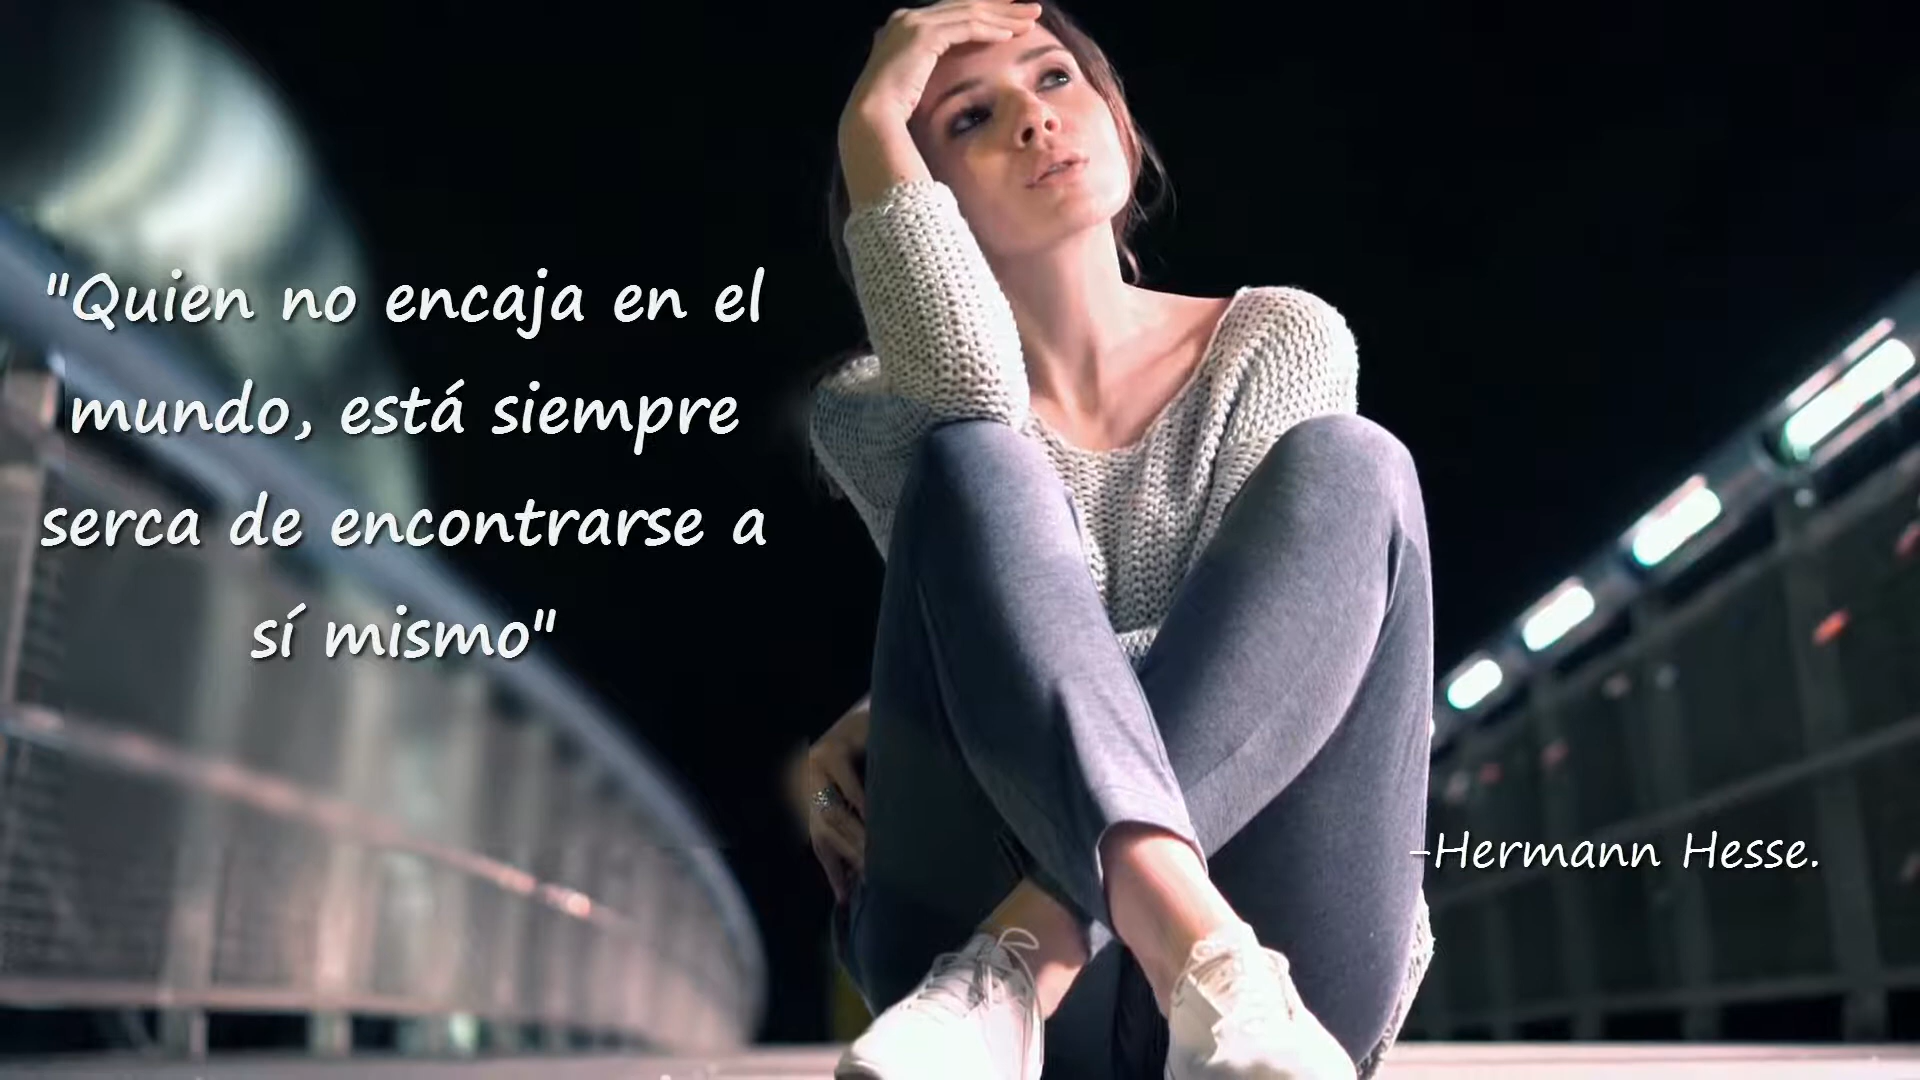 "Quien no encaja en el
mundo, está siempre
serca de encontrarse a
sí mismo"
-Hermann Hesse.